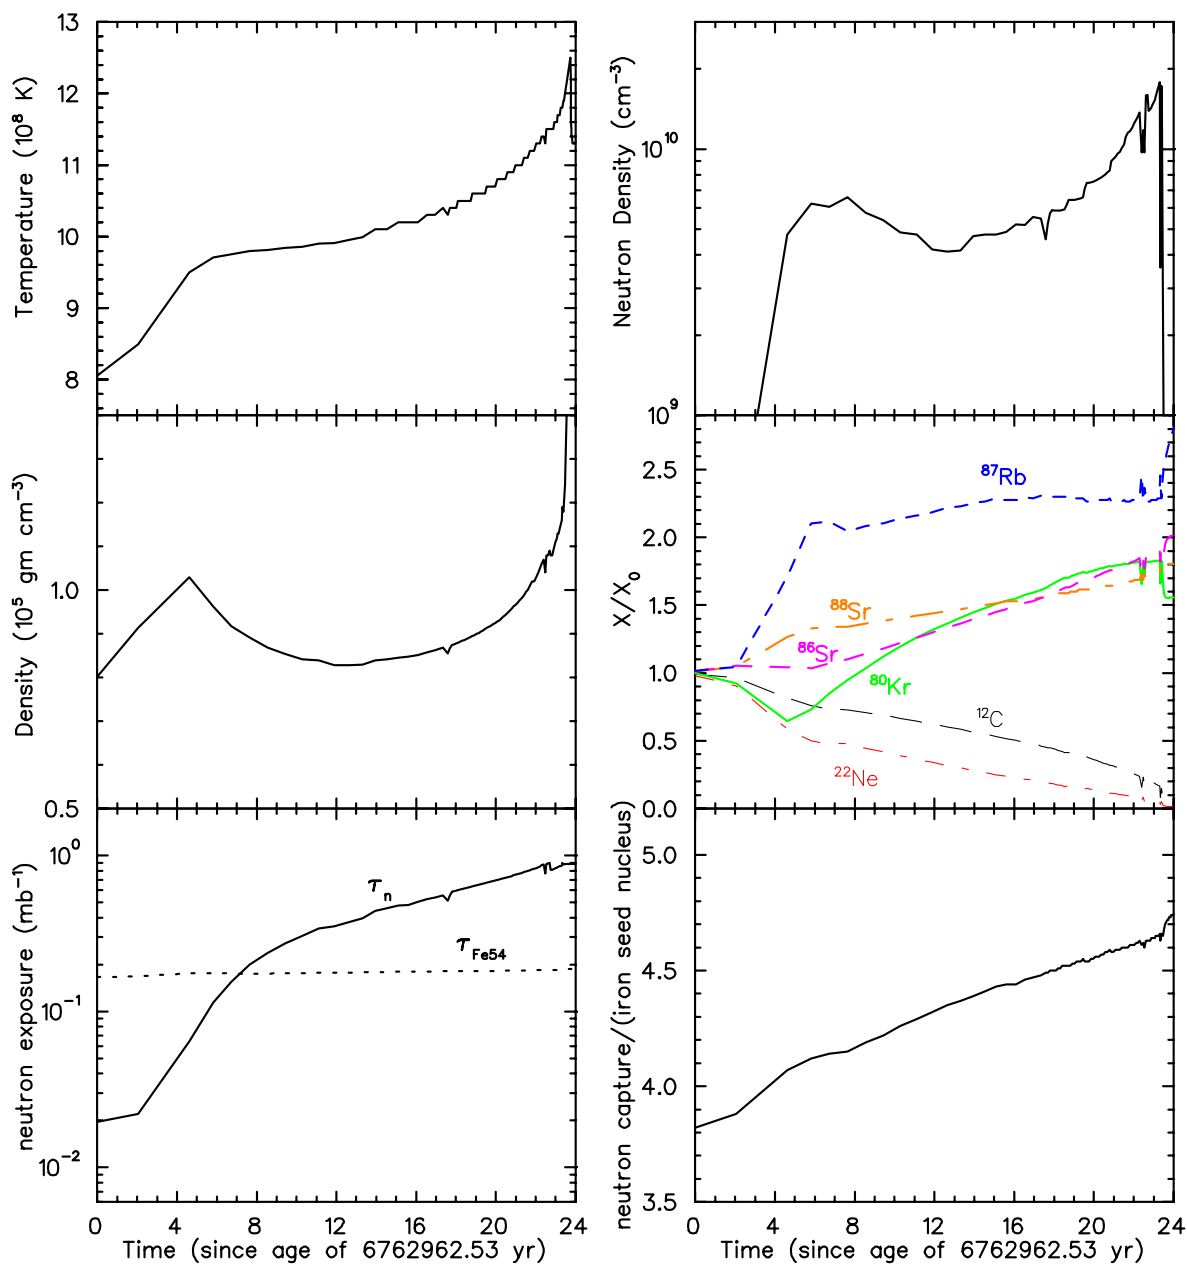 13
12
11
10
9
8
Temperature (10⁸ K)
10¹⁰
10⁹
Neutron Density (cm⁻³)
1.0
0.5
Density (10⁵ gm cm⁻³)
2.5
2.0
1.5
1.0
0.5
0.0
X/X₀
⁸⁷Rb
⁸⁸Sr
⁸⁶Sr
⁸⁰Kr
¹²C
²²Ne
10⁰
10⁻¹
10⁻²
neutron exposure (mb⁻¹)
τₙ
τ Fe54
0 4 8 12 16 20 24
Time (since age of 6762962.53 yr)
5.0
4.5
4.0
3.5
neutron capture/(iron seed nucleus)
0 4 8 12 16 20 24
Time (since age of 6762962.53 yr)